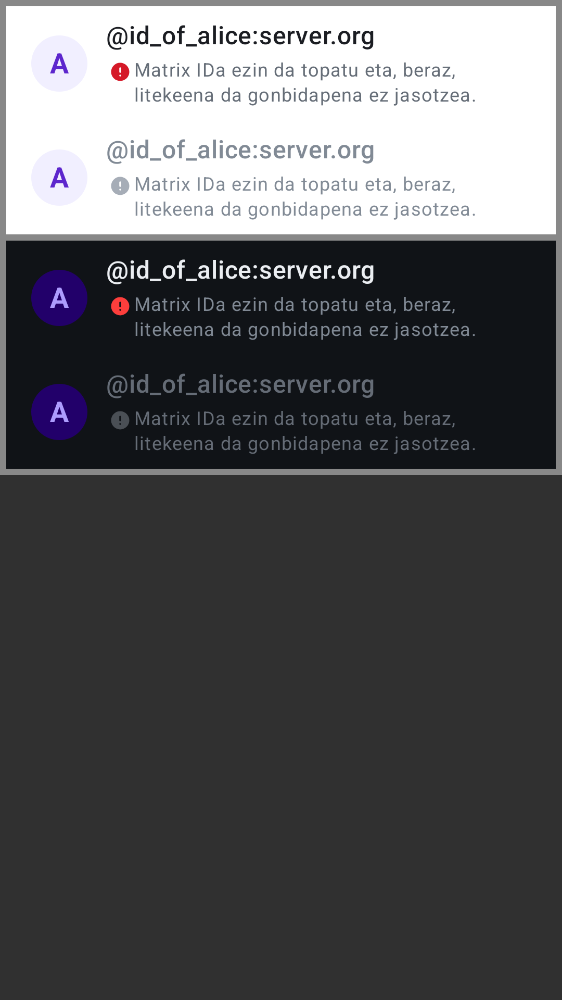 @id_of_alice:server.org
A
Matrix IDa ezin da topatu eta, beraz,
litekeena da gonbidapena ez jasotzea.
@id_of_alice:server.org
A
Matrix IDa ezin da topatu eta, beraz,
litekeena da gonbidapena ez jasotzea.
@id_of_alice:server.org
A
Matrix IDa ezin da topatu eta, beraz,
litekeena da gonbidapena ez jasotzea.
@id_of_alice:server.org
A
Matrix IDa ezin da topatu eta, beraz,
litekeena da gonbidapena ez jasotzea.